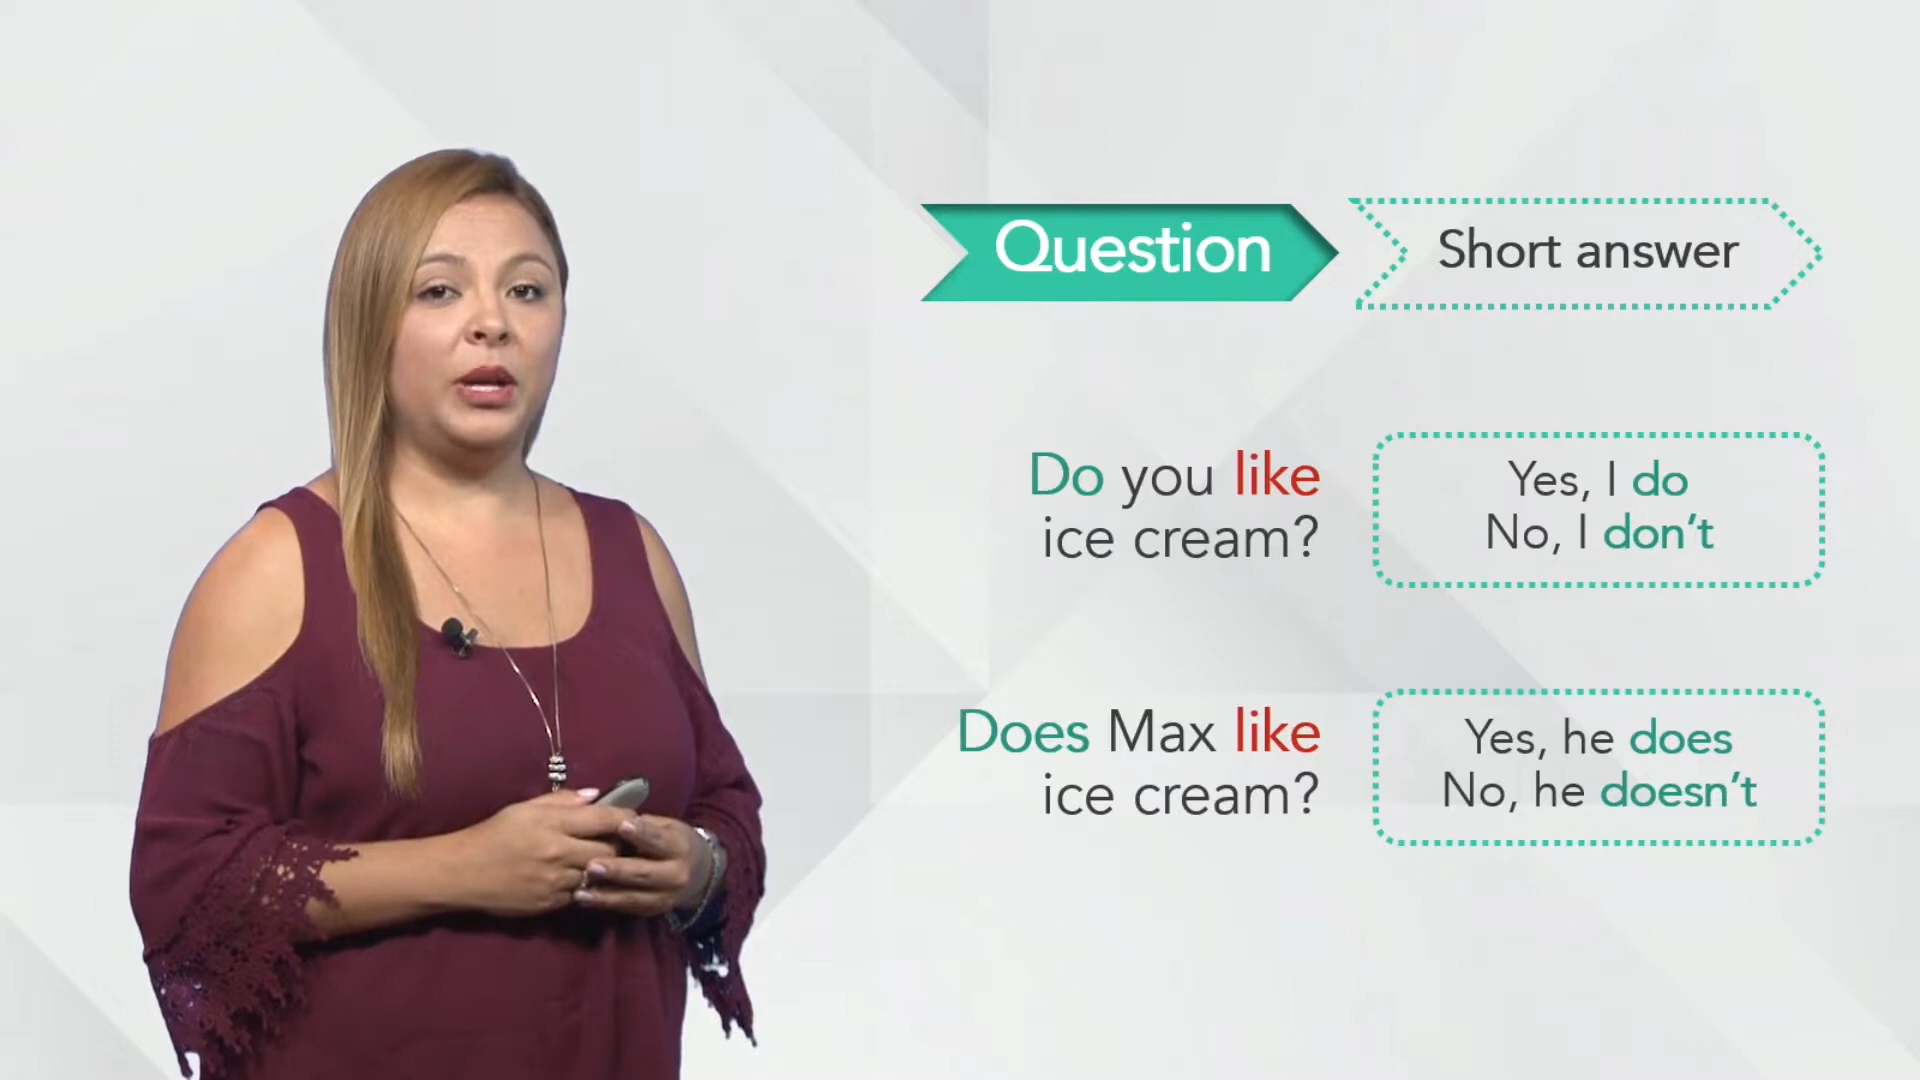 Question
Short answer
Do you like
ice cream?
Yes, I do
No, I don't
Does Max like
ice cream?
Yes, he does
No, he doesn't